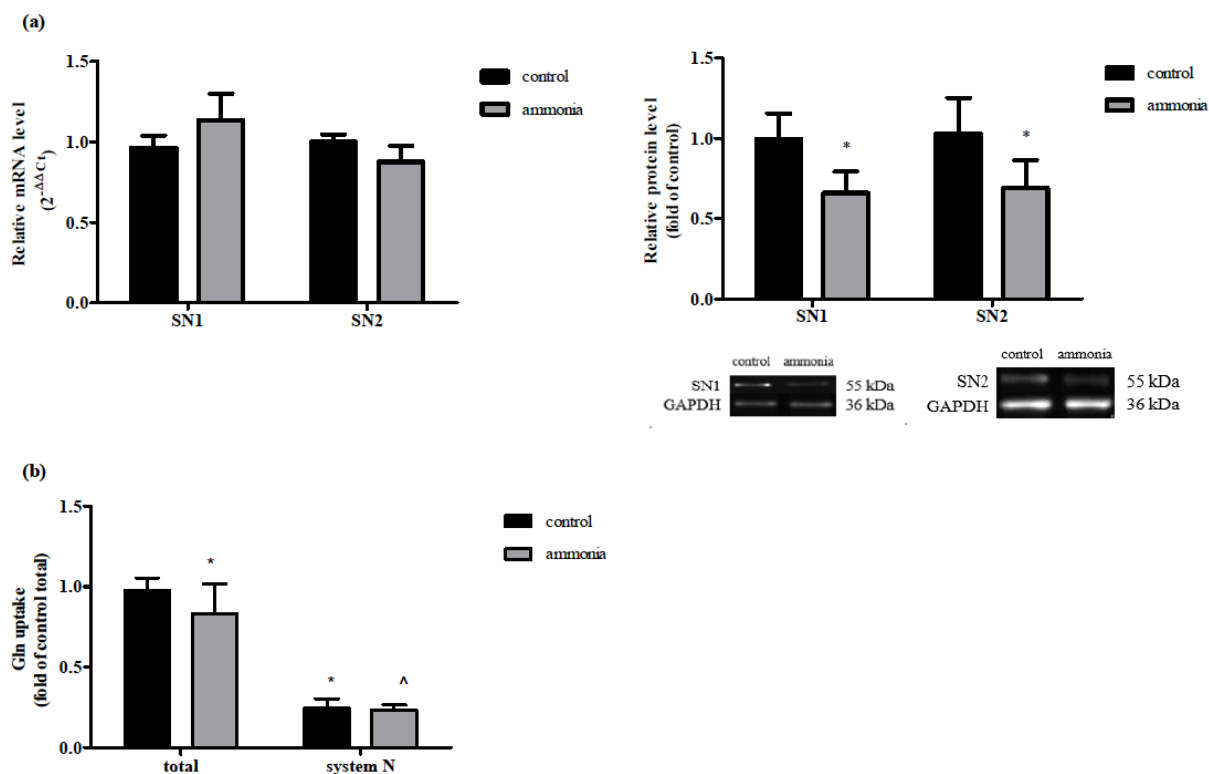 (a)
Relative mRNA level
(2^-ΔΔCt)
1.5
1.0
0.5
0.0
SN1
SN2
control
ammonia
Relative protein level
(fold of control)
1.5
1.0
0.5
0.0
*
*
SN1
SN2
control
ammonia
control ammonia
SN1 55 kDa
GAPDH 36 kDa
control ammonia
SN2 55 kDa
GAPDH 36 kDa
(b)
Gln uptake
(fold of control total)
1.5
1.0
0.5
0.0
*
*
^
total
system N
control
ammonia